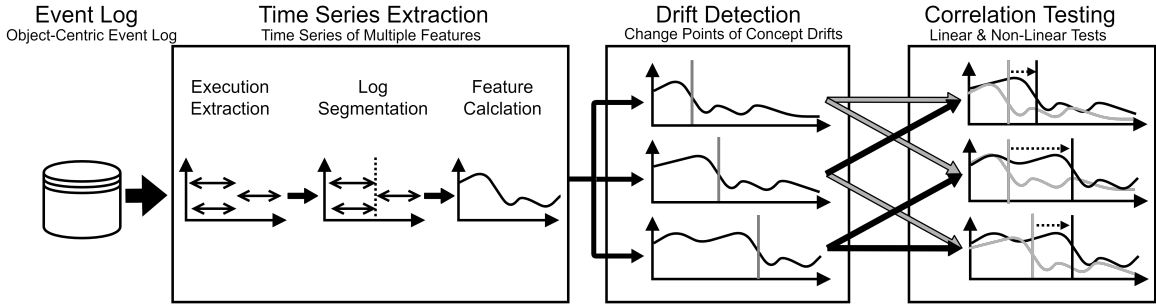 Event Log
Object-Centric Event Log
Time Series Extraction
Time Series of Multiple Features
Drift Detection
Change Points of Concept Drifts
Correlation Testing
Linear & Non-Linear Tests
Execution
Extraction
Log
Segmentation
Feature
Calclation